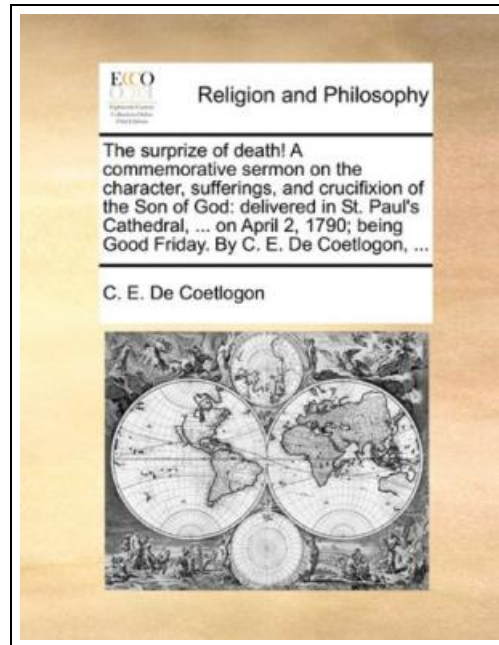 ECCO
Religion and Philosophy
The surprize of death! A
commemorative sermon on the
character, sufferings, and crucifixion of
the Son of God: delivered in St. Paul's
Cathedral, ... on April 2, 1790; being
Good Friday. By C. E. De Coetlogon, ...
C. E. De Coetlogon